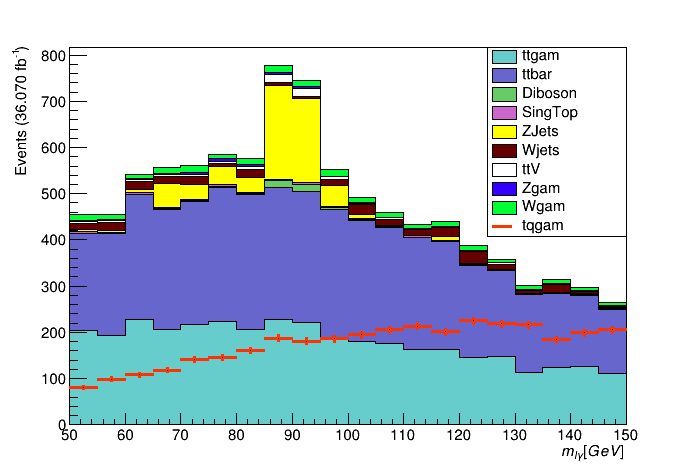 Events (36.070 fb⁻¹)
800
700
600
500
400
300
200
100
0
50 60 70 80 90 100 110 120 130 140 150
m_lγ[GeV]
ttgam
ttbar
Diboson
SingTop
ZJets
Wjets
ttV
Zgam
Wgam
tqgam